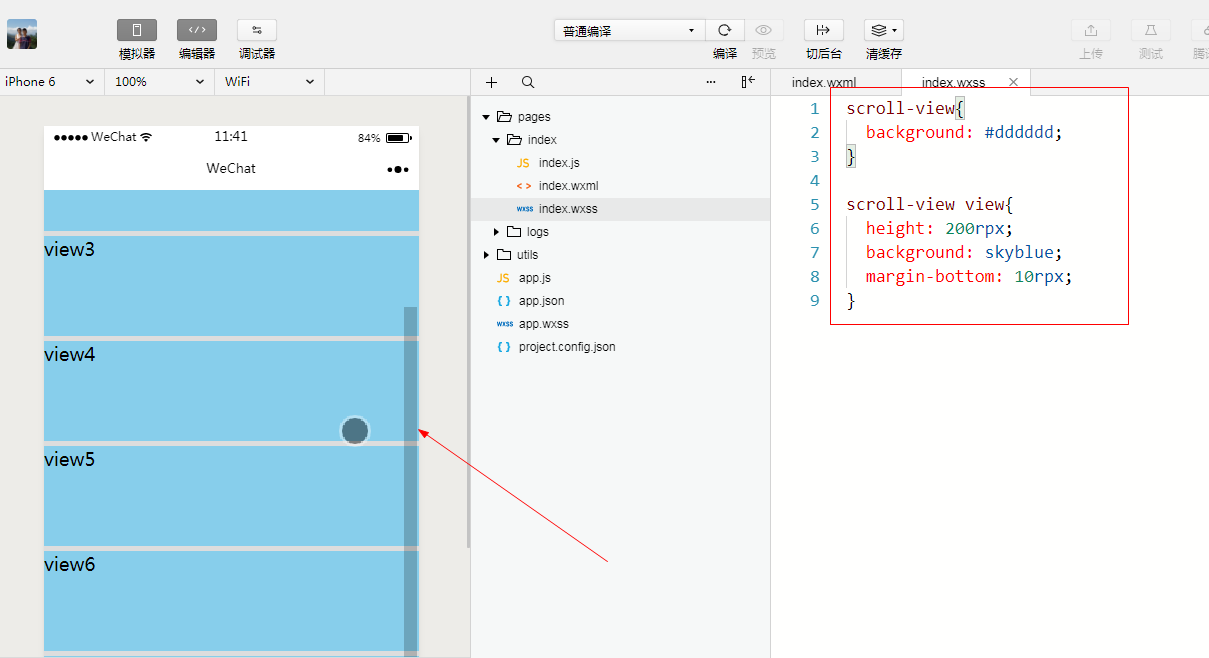 模拟器 编辑器 调试器 普通编译 编译 预览 切后台 清缓存 上传 测试
iPhone 6 100% WiFi
index.wxml index.wxss
WeChat 11:41 84%
WeChat
view3
view4
view5
view6
pages
index
JS index.js
< > index.wxml
wxss index.wxss
logs
utils
JS app.js
{ } app.json
wxss app.wxss
{ } project.config.json
1 scroll-view{
2 background: #dddddd;
3 }
4
5 scroll-view view{
6 height: 200rpx;
7 background: skyblue;
8 margin-bottom: 10rpx;
9 }